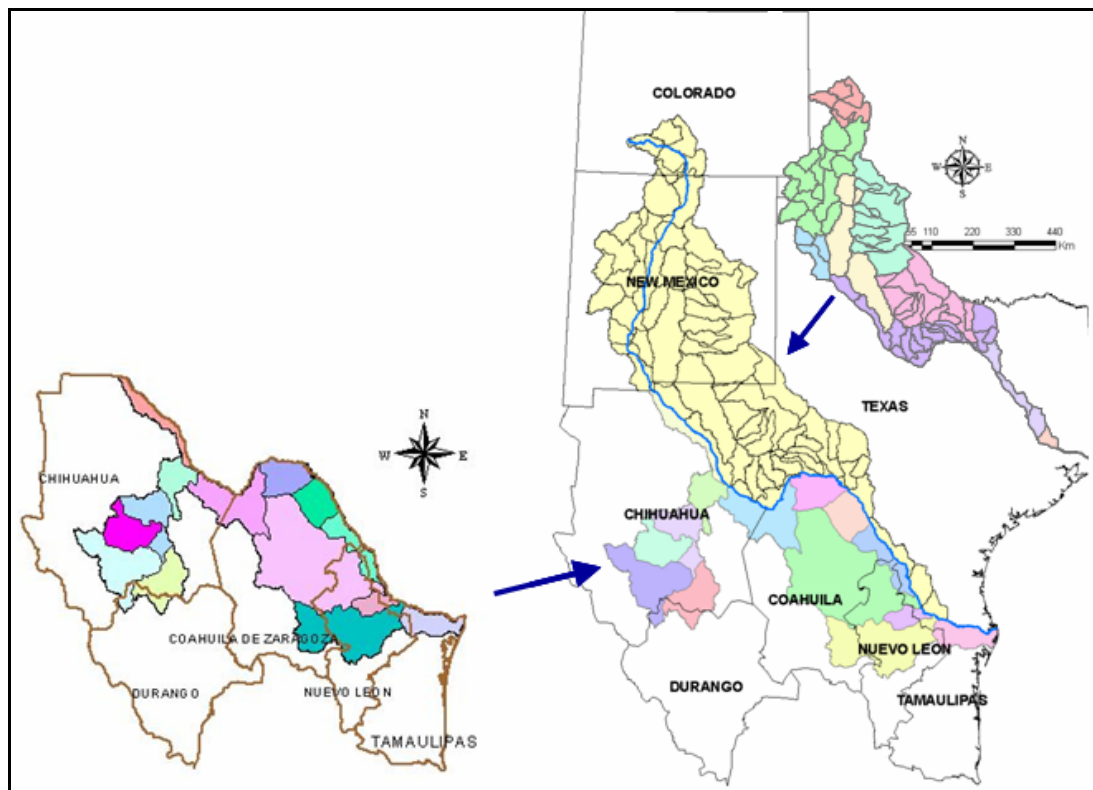 CHIHUAHUA
COAHUILA DE ZARAGOZA
DURANGO
NUEVO LEON
TAMAULIPAS
N
W
E
S
COLORADO
NEW MEXICO
TEXAS
CHIHUAHUA
COAHUILA
NUEVO LEON
DURANGO
TAMAULIPAS
N
W
E
S
110 220 330 440
Km